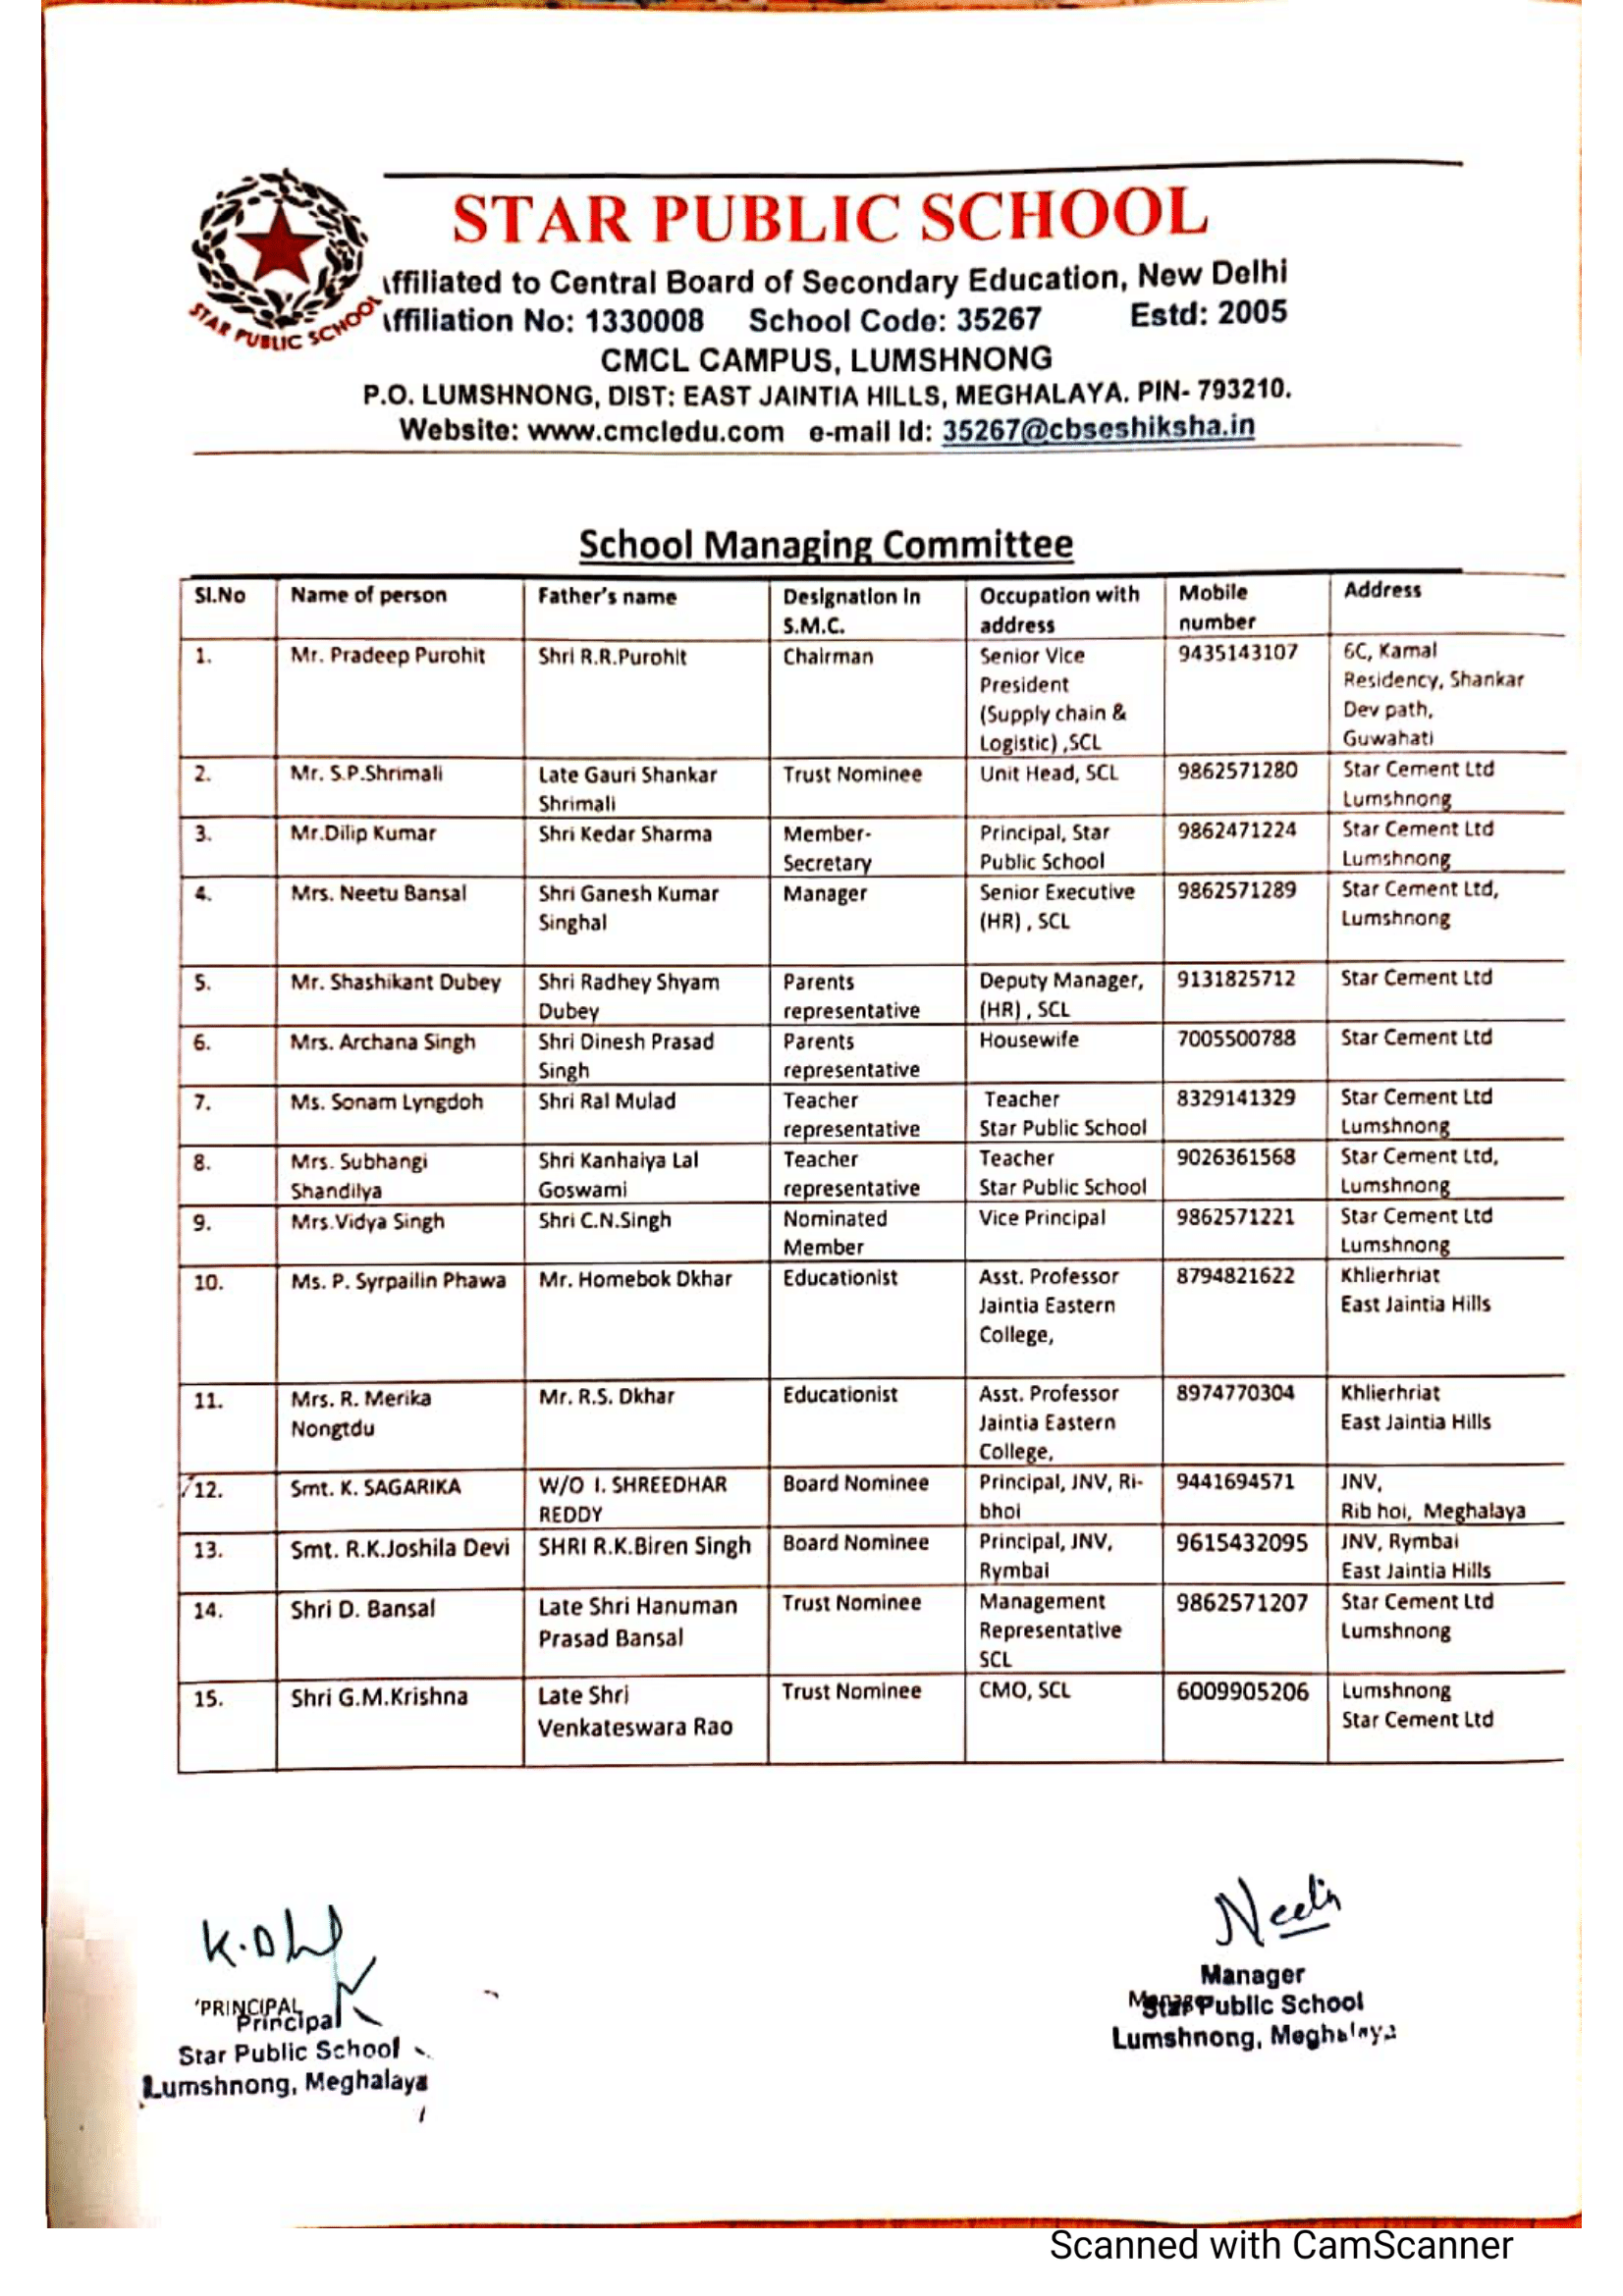 STAR PUBLIC SCHOOL
STAR PUBLIC SCHOOL
ffiliated to Central Board of Secondary Education, New Delhi
ffiliation No: 1330008 School Code: 35267 Estd: 2005
CMCL CAMPUS, LUMSHNONG
P.O. LUMSHNONG, DIST: EAST JAINTIA HILLS, MEGHALAYA. PIN- 793210.
Website: www.cmcledu.com e-mail Id: 35267@cbseshiksha.in
School Managing Committee
Sl.No Name of person Father's name Designation in Occupation with Mobile Address
S.M.C. address number
1. Mr. Pradeep Purohit Shri R.R.Purohit Chairman Senior Vice 9435143107 6C, Kamal
President Residency, Shankar
(Supply chain & Dev path,
Logistic) ,SCL Guwahati
2. Mr. S.P.Shrimali Late Gauri Shankar Trust Nominee Unit Head, SCL 9862571280 Star Cement Ltd
Shrimali Lumshnong
3. Mr.Dilip Kumar Shri Kedar Sharma Member- Principal, Star 9862471224 Star Cement Ltd
Secretary Public School Lumshnong
4. Mrs. Neetu Bansal Shri Ganesh Kumar Manager Senior Executive 9862571289 Star Cement Ltd,
Singhal (HR) , SCL Lumshnong
5. Mr. Shashikant Dubey Shri Radhey Shyam Parents Deputy Manager, 9131825712 Star Cement Ltd
Dubey representative (HR) , SCL
6. Mrs. Archana Singh Shri Dinesh Prasad Parents Housewife 7005500788 Star Cement Ltd
Singh representative
7. Ms. Sonam Lyngdoh Shri Ral Mulad Teacher Teacher 8329141329 Star Cement Ltd
representative Star Public School Lumshnong
8. Mrs. Subhangi Shri Kanhaiya Lal Teacher Teacher 9026361568 Star Cement Ltd,
Shandilya Goswami representative Star Public School Lumshnong
9. Mrs.Vidya Singh Shri C.N.Singh Nominated Vice Principal 9862571221 Star Cement Ltd
Member Lumshnong
10. Ms. P. Syrpailin Phawa Mr. Homebok Dkhar Educationist Asst. Professor 8794821622 Khlierhriat
Jaintia Eastern East Jaintia Hills
College,
11. Mrs. R. Merika Mr. R.S. Dkhar Educationist Asst. Professor 8974770304 Khlierhriat
Nongtdu Jaintia Eastern East Jaintia Hills
College,
12. Smt. K. SAGARIKA W/O I. SHREEDHAR Board Nominee Principal, JNV, Ri- 9441694571 JNV,
REDDY bhoi Rib hoi, Meghalaya
13. Smt. R.K.Joshila Devi SHRI R.K.Biren Singh Board Nominee Principal, JNV, 9615432095 JNV, Rymbai
Rymbai East Jaintia Hills
14. Shri D. Bansal Late Shri Hanuman Trust Nominee Management 9862571207 Star Cement Ltd
Prasad Bansal Representative Lumshnong
SCL
15. Shri G.M.Krishna Late Shri Trust Nominee CMO, SCL 6009905206 Lumshnong
Venkateswara Rao Star Cement Ltd
Manager
'PRINCIPAL Manager
Principal Star Public School
Star Public School Lumshnong, Meghalaya
Lumshnong, Meghalaya
Scanned with CamScanner